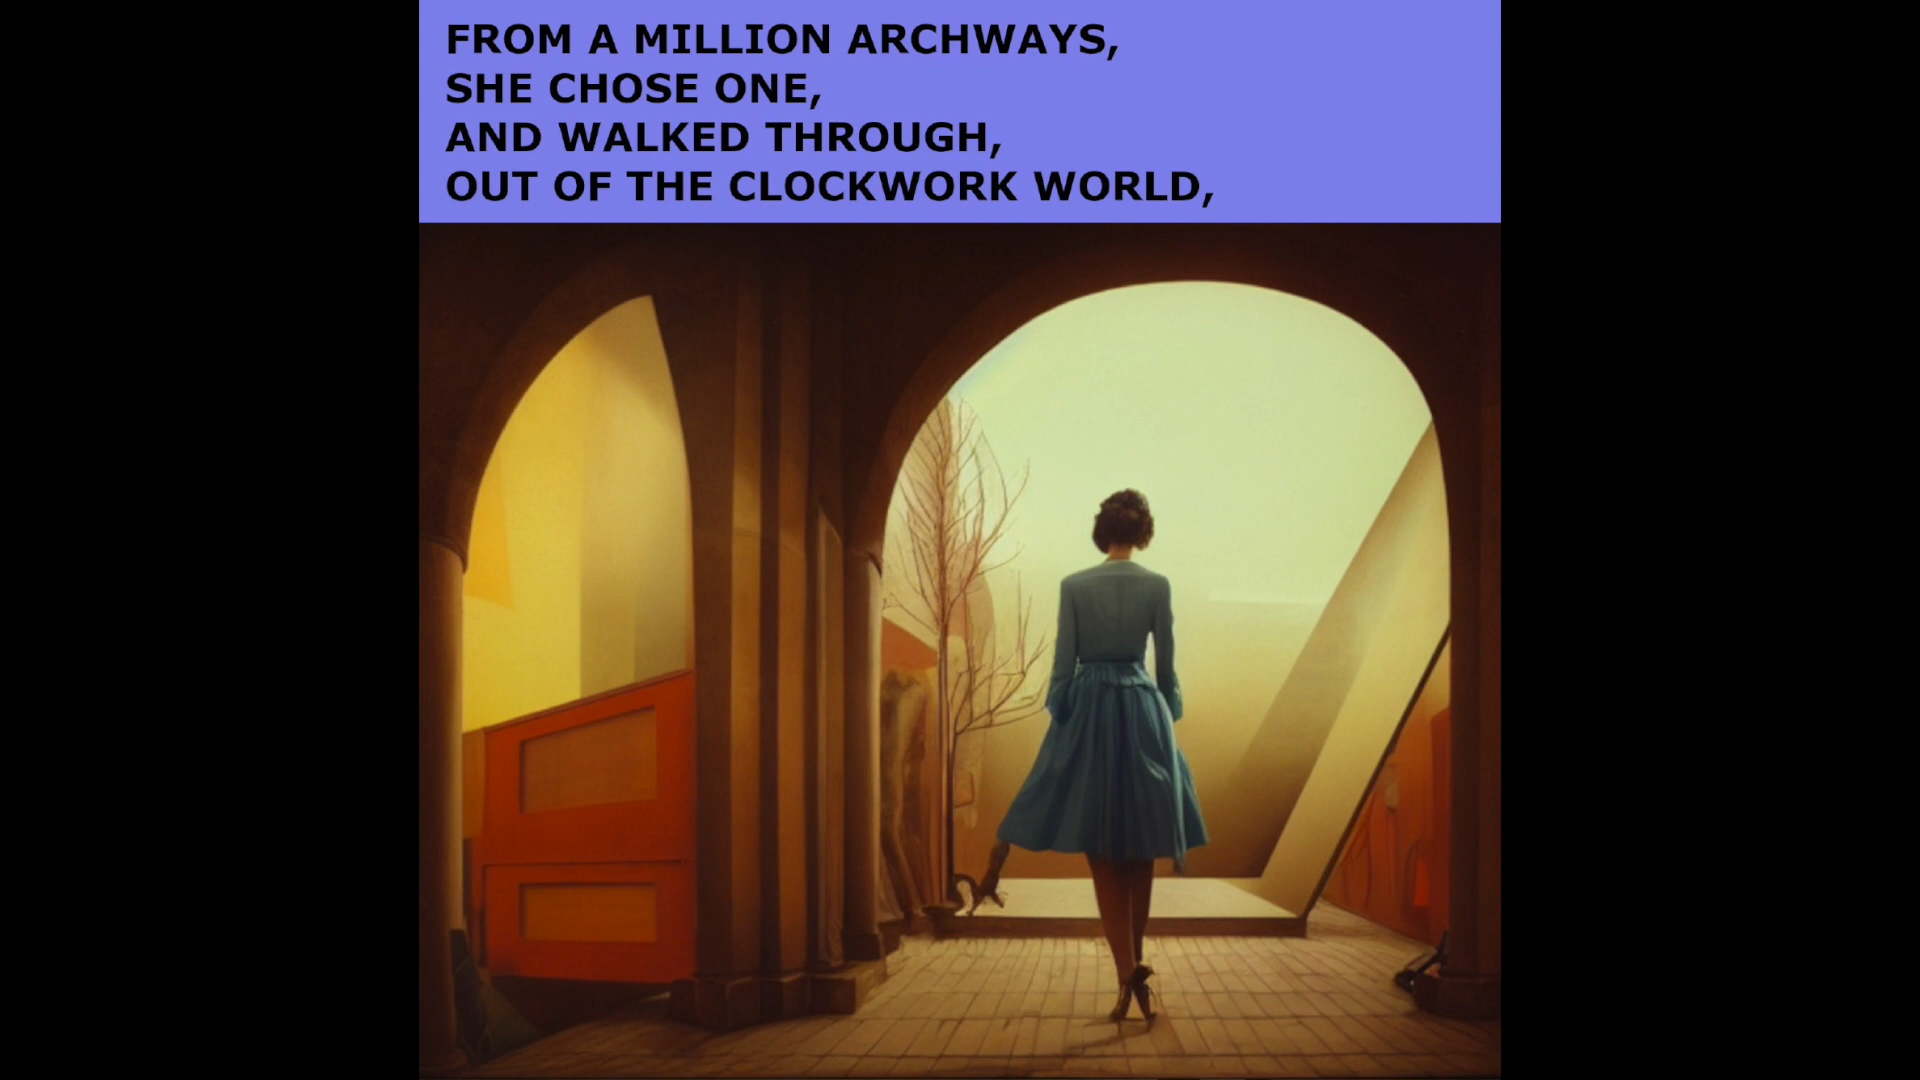 FROM A MILLION ARCHWAYS,
SHE CHOSE ONE,
AND WALKED THROUGH,
OUT OF THE CLOCKWORK WORLD,